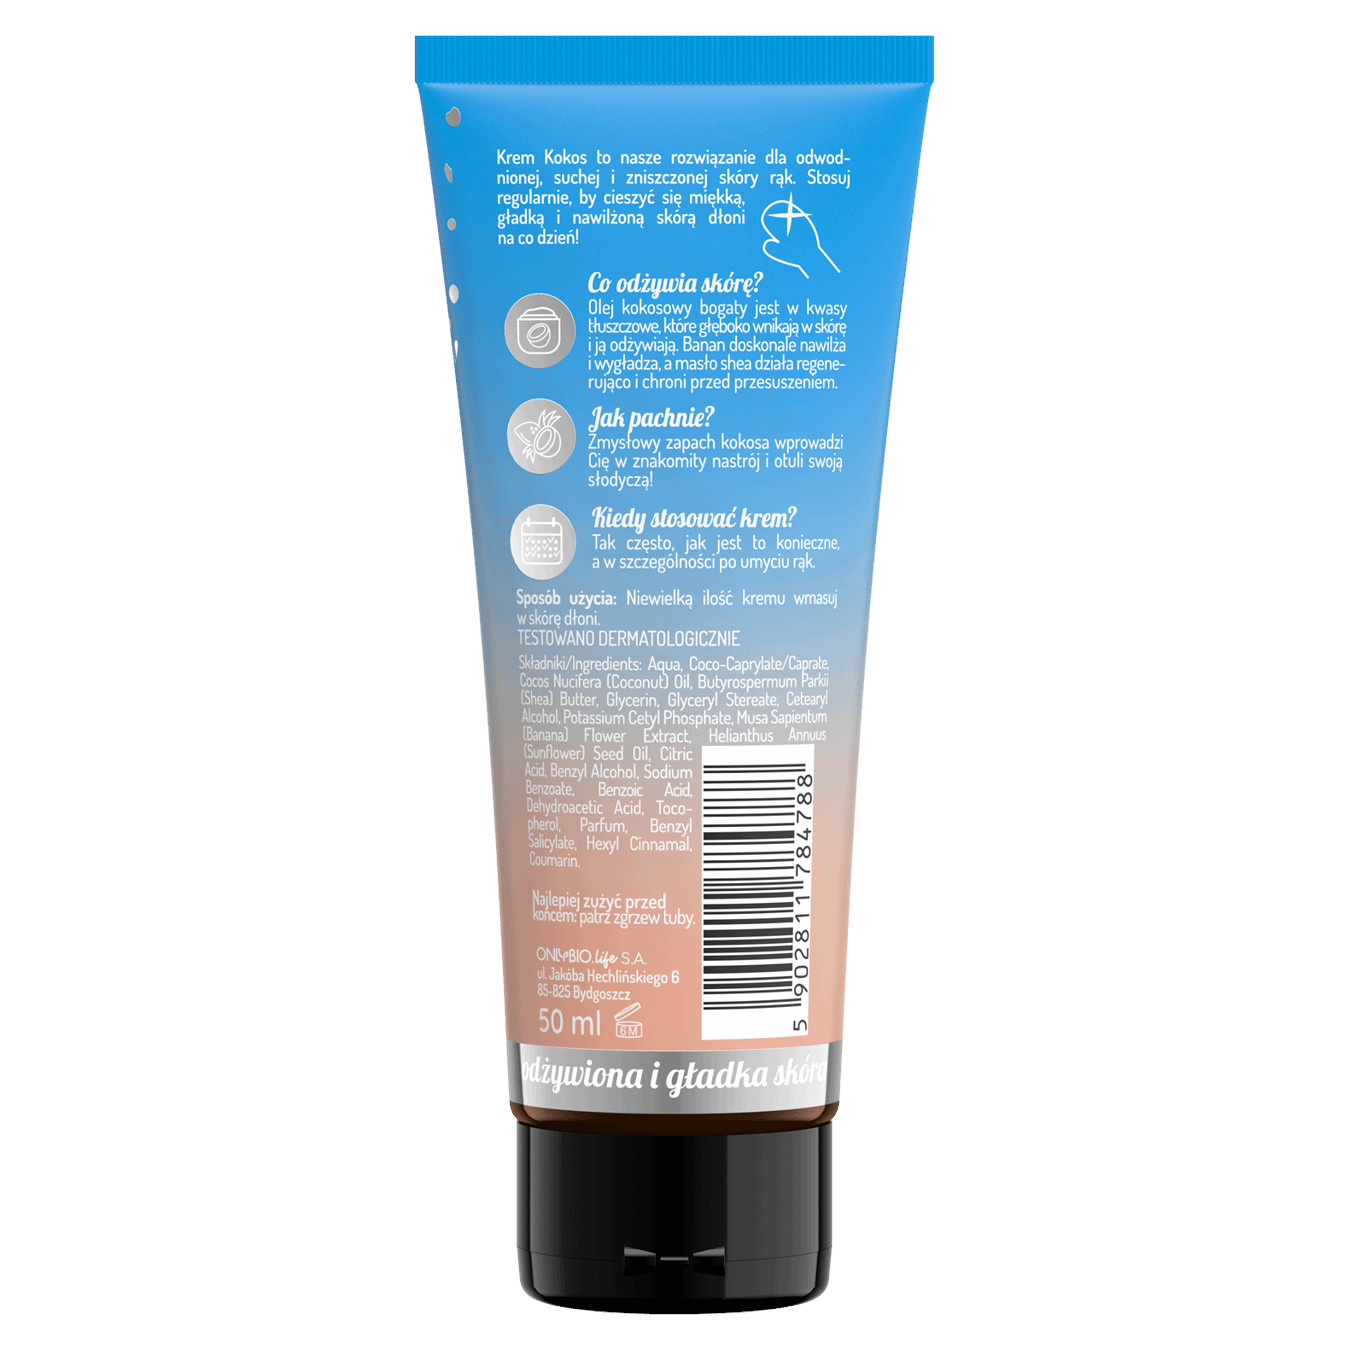 Krem Kokos to nasze rozwiązanie dla odwod-
nionej, suchej i zniszczonej skóry rąk. Stosuj
regularnie, by cieszyć się miękką,
gładką i nawilżoną skórą dłoni
na co dzień!
Co odżywia skórę?
Olej kokosowy bogaty jest w kwasy
tłuszczowe, które głęboko wnikają w skórę
i ją odżywiają. Banan doskonale nawilża
i wygładza, a masło shea działa regene-
rująco i chroni przed przesuszeniem.
Jak pachnie?
Zmysłowy zapach kokosa wprowadzi
Cię w znakomity nastrój i otuli swoją
słodyczą!
Kiedy stosować krem?
Tak często, jak jest to konieczne,
a w szczególności po umyciu rąk.
Sposób użycia: Niewielką ilość kremu wmasuj
w skórę dłoni.
TESTOWANO DERMATOLOGICZNIE
Składniki/Ingredients: Aqua, Coco-Caprylate/Caprate,
Cocos Nucifera (Coconut) Oil, Butyrospermum Parkii
(Shea) Butter, Glycerin, Glyceryl Stereate, Cetearyl
Alcohol, Potassium Cetyl Phosphate, Musa Sapientum
(Banana) Flower Extract, Helianthus Annuus
(Sunflower) Seed Oil, Citric
Acid, Benzyl Alcohol, Sodium
Benzoate, Benzoic Acid,
Dehydroacetic Acid, Toco-
pherol, Parfum, Benzyl
Salicylate, Hexyl Cinnamal,
Coumarin.
Najlepiej zużyć przed
końcem: patrz zgrzew tuby.
ONLYBIO.life S.A.
ul. Jakóba Hechlińskiego 6
85-825 Bydgoszcz
50 ml
6M
5 902811 784788
odżywiona i gładka skóra